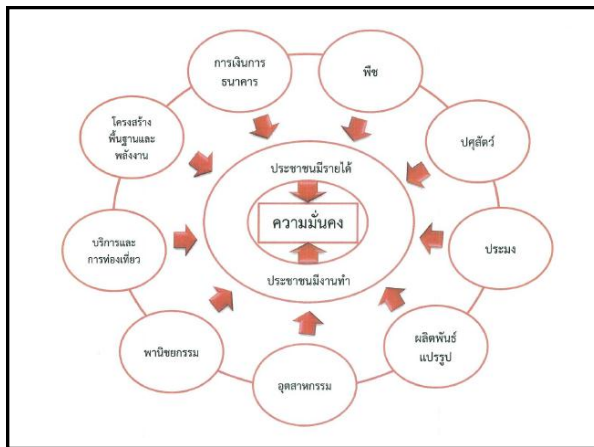 การเงินการ
ธนาคาร
พืช
โครงสร้าง
พื้นฐานและ
พลังงาน
ปศุสัตว์
ประชาชนมีรายได้
ความมั่นคง
บริการและ
การท่องเที่ยว
ประมง
ประชาชนมีงานทำ
พานิชยกรรม
ผลิตพันธ์
แปรรูป
อุตสาหกรรม